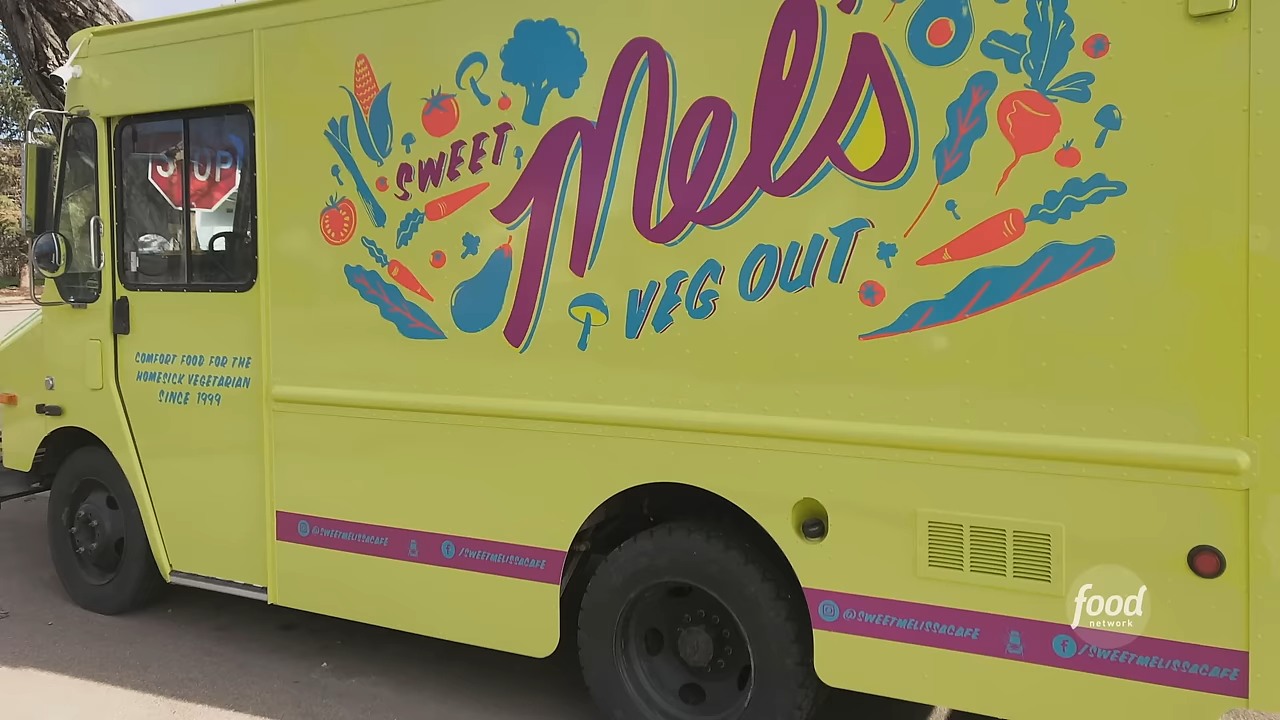 SWEET
Mel's
VEG OUT
STOP
COMFORT FOOD FOR THE
HOMESICK VEGETARIAN
SINCE 1999
@SWEETMELISSACAFE
/SWEETMELISSACAFE
@SWEETMELISSACAFE
/SWEETMELISSACAFE
food
network